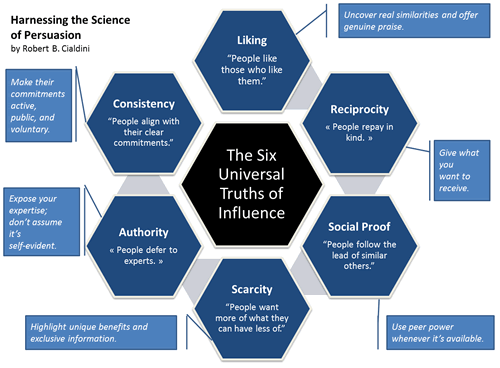 Harnessing the Science
of Persuasion
by Robert B. Cialdini
Liking
“People like
those who like
them.”
Uncover real similarities and offer
genuine praise.
Reciprocity
« People repay in
kind. »
Give what
you
want to
receive.
Social Proof
“People follow the
lead of similar
others.”
Use peer power
whenever it’s available.
Scarcity
“People want
more of what they
can have less of.”
Highlight unique benefits and
exclusive information.
Authority
« People defer to
experts. »
Expose your
expertise;
don’t assume
it’s
self-evident.
Consistency
“People align with
their clear
commitments.”
Make their
commitments
active,
public, and
voluntary.
The Six
Universal
Truths of
Influence